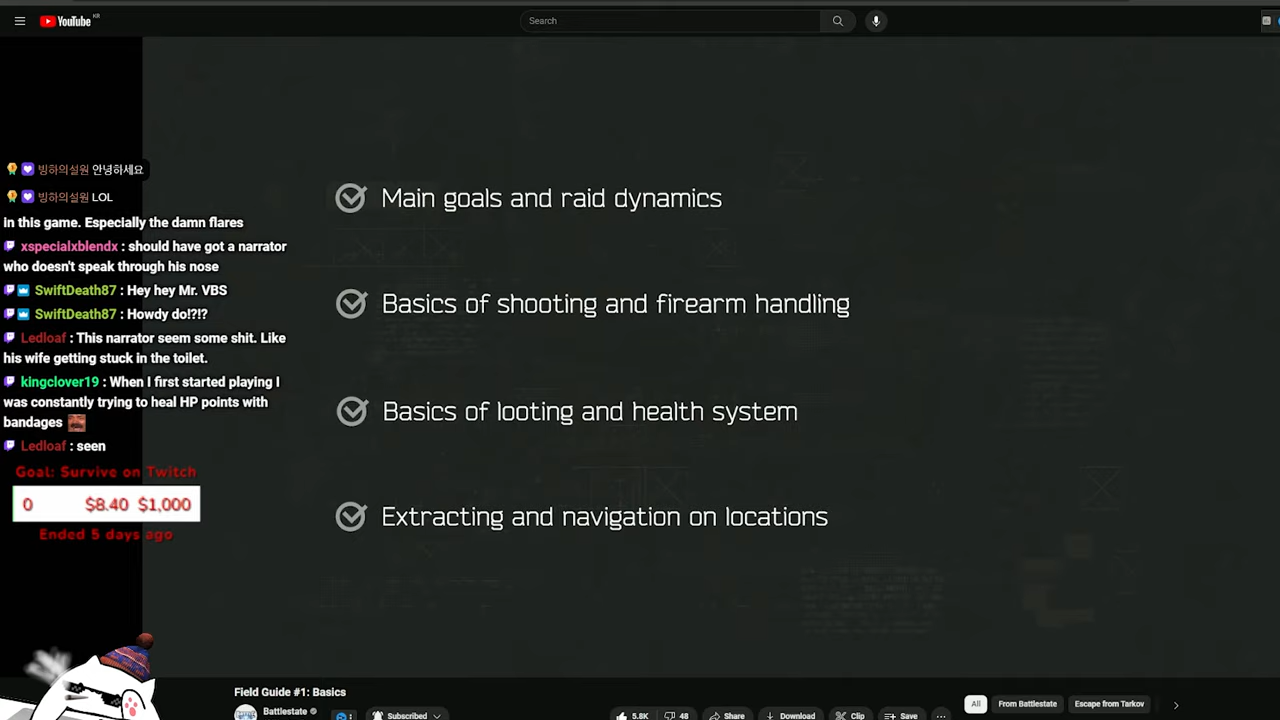 YouTube KR
Search
빙하의설원 안녕하세요
빙하의설원 LOL
in this game. Especially the damn flares
xspecialxblendx : should have got a narrator
who doesn't speak through his nose
SwiftDeath87 : Hey hey Mr. VBS
SwiftDeath87 : Howdy do!?!?
Ledloaf : This narrator seem some shit. Like
his wife getting stuck in the toilet.
kingclover19 : When I first started playing I
was constantly trying to heal HP points with
bandages
Ledloaf : seen
Goal: Survive on Twitch
0 $8.40 $1,000
Ended 5 days ago
Main goals and raid dynamics
Basics of shooting and firearm handling
Basics of looting and health system
Extracting and navigation on locations
Field Guide #1: Basics
Battlestate
Subscribed
5.8K
48
Share
Download
Clip
Save
All
From Battlestate
Escape from Tarkov